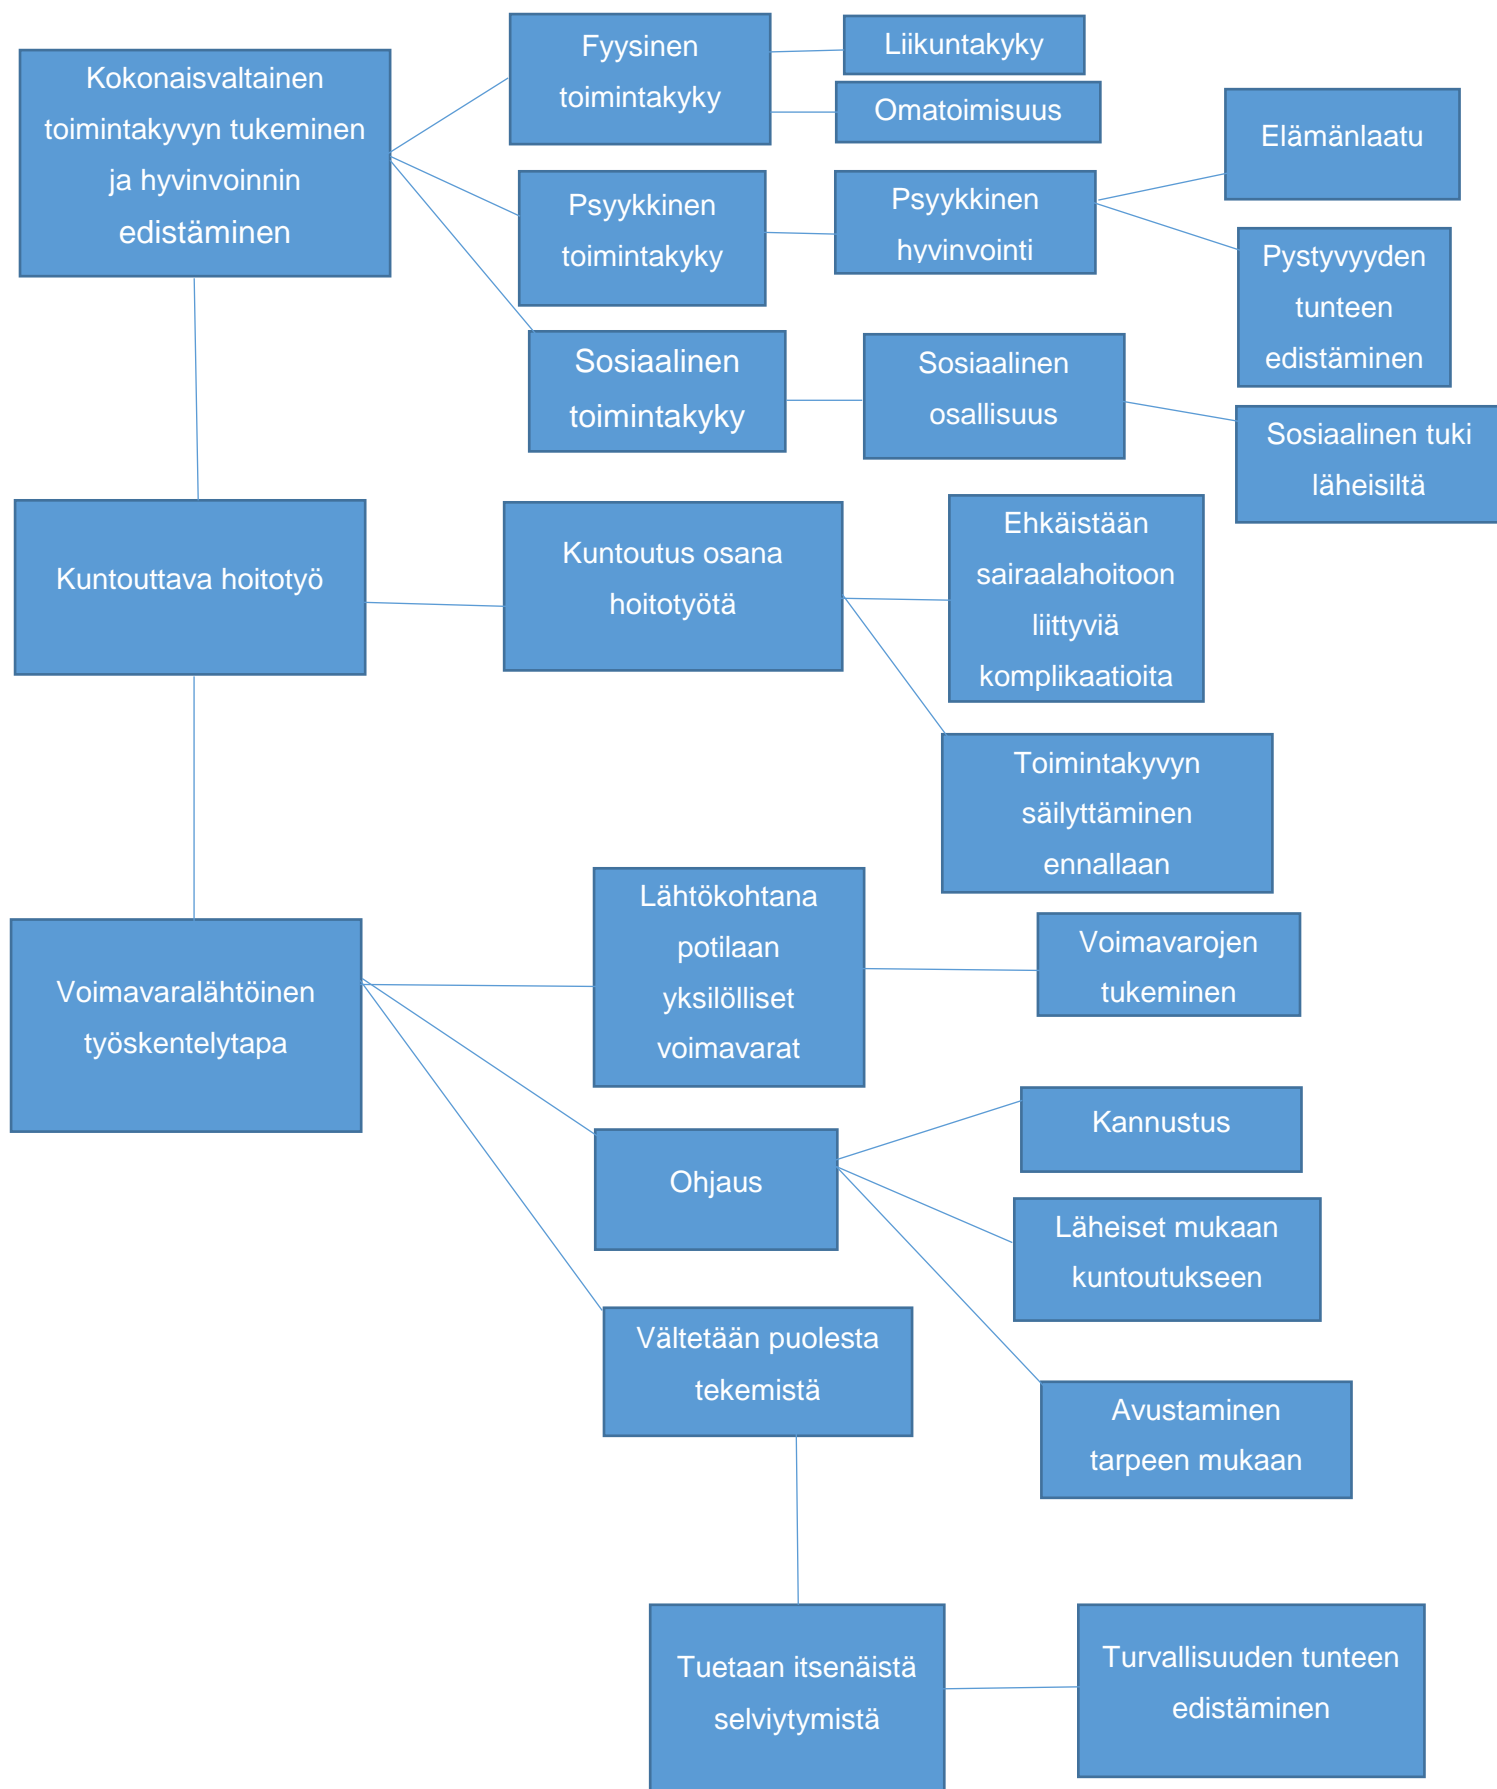 Kokonaisvaltainen
toimintakyvyn tukeminen
ja hyvinvoinnin
edistäminen
Fyysinen
toimintakyky
Liikuntakyky
Omatoimisuus
Psyykkinen
toimintakyky
Psyykkinen
hyvinvointi
Elämänlaatu
Pystyvyyden
tunteen
edistäminen
Sosiaalinen
toimintakyky
Sosiaalinen
osallisuus
Sosiaalinen tuki
läheisiltä
Kuntouttava hoitotyö
Kuntoutus osana
hoitotyötä
Ehkäistään
sairaalahoitoon
liittyviä
komplikaatioita
Toimintakyvyn
säilyttäminen
ennallaan
Voimavaralähtöinen
työskentelytapa
Lähtökohtana
potilaan
yksilölliset
voimavarat
Voimavarojen
tukeminen
Ohjaus
Kannustus
Läheiset mukaan
kuntoutukseen
Avustaminen
tarpeen mukaan
Vältetään puolesta
tekemistä
Tuetaan itsenäistä
selviytymistä
Turvallisuuden tunteen
edistäminen